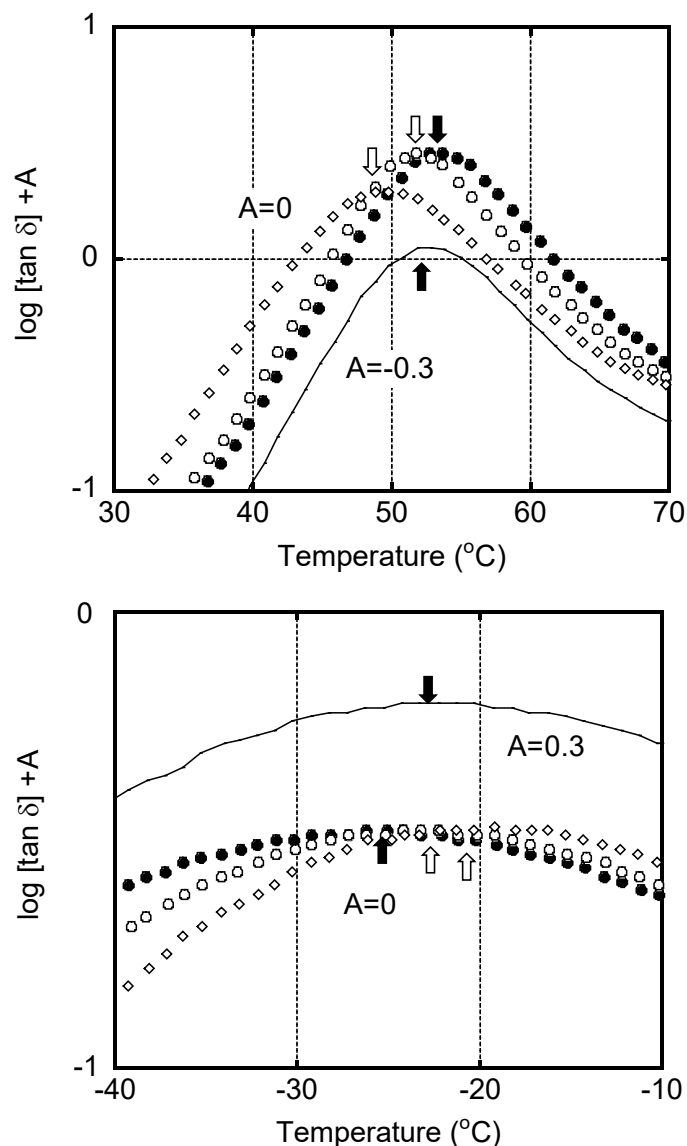 1
log [tan δ] +A
A=0
0
A=-0.3
-1
30 40 50 60 70
Temperature (°C)
0
log [tan δ] +A
A=0.3
A=0
-1
-40 -30 -20 -10
Temperature (°C)